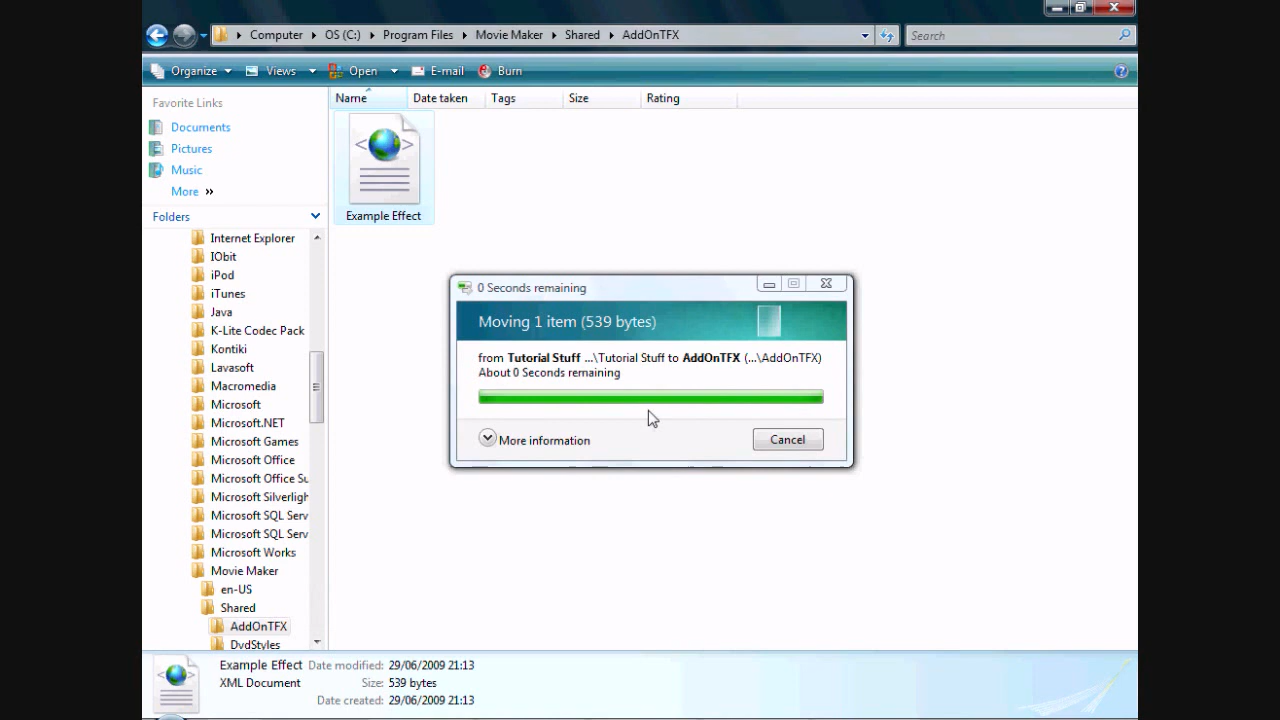 Computer ▸ OS (C:) ▸ Program Files ▸ Movie Maker ▸ Shared ▸ AddOnTFX
Search
Organize Views Open E-mail Burn
Favorite Links
Documents
Pictures
Music
More »
Folders
Internet Explorer
IObit
iPod
iTunes
Java
K-Lite Codec Pack
Kontiki
Lavasoft
Macromedia
Microsoft
Microsoft.NET
Microsoft Games
Microsoft Office
Microsoft Office Su
Microsoft Silverligh
Microsoft SQL Serv
Microsoft SQL Serv
Microsoft Works
Movie Maker
en-US
Shared
AddOnTFX
DvdStyles
Name Date taken Tags Size Rating
Example Effect
0 Seconds remaining
Moving 1 item (539 bytes)
from Tutorial Stuff ...\Tutorial Stuff to AddOnTFX (...\AddOnTFX)
About 0 Seconds remaining
More information
Cancel
Example Effect Date modified: 29/06/2009 21:13
XML Document Size: 539 bytes
Date created: 29/06/2009 21:13